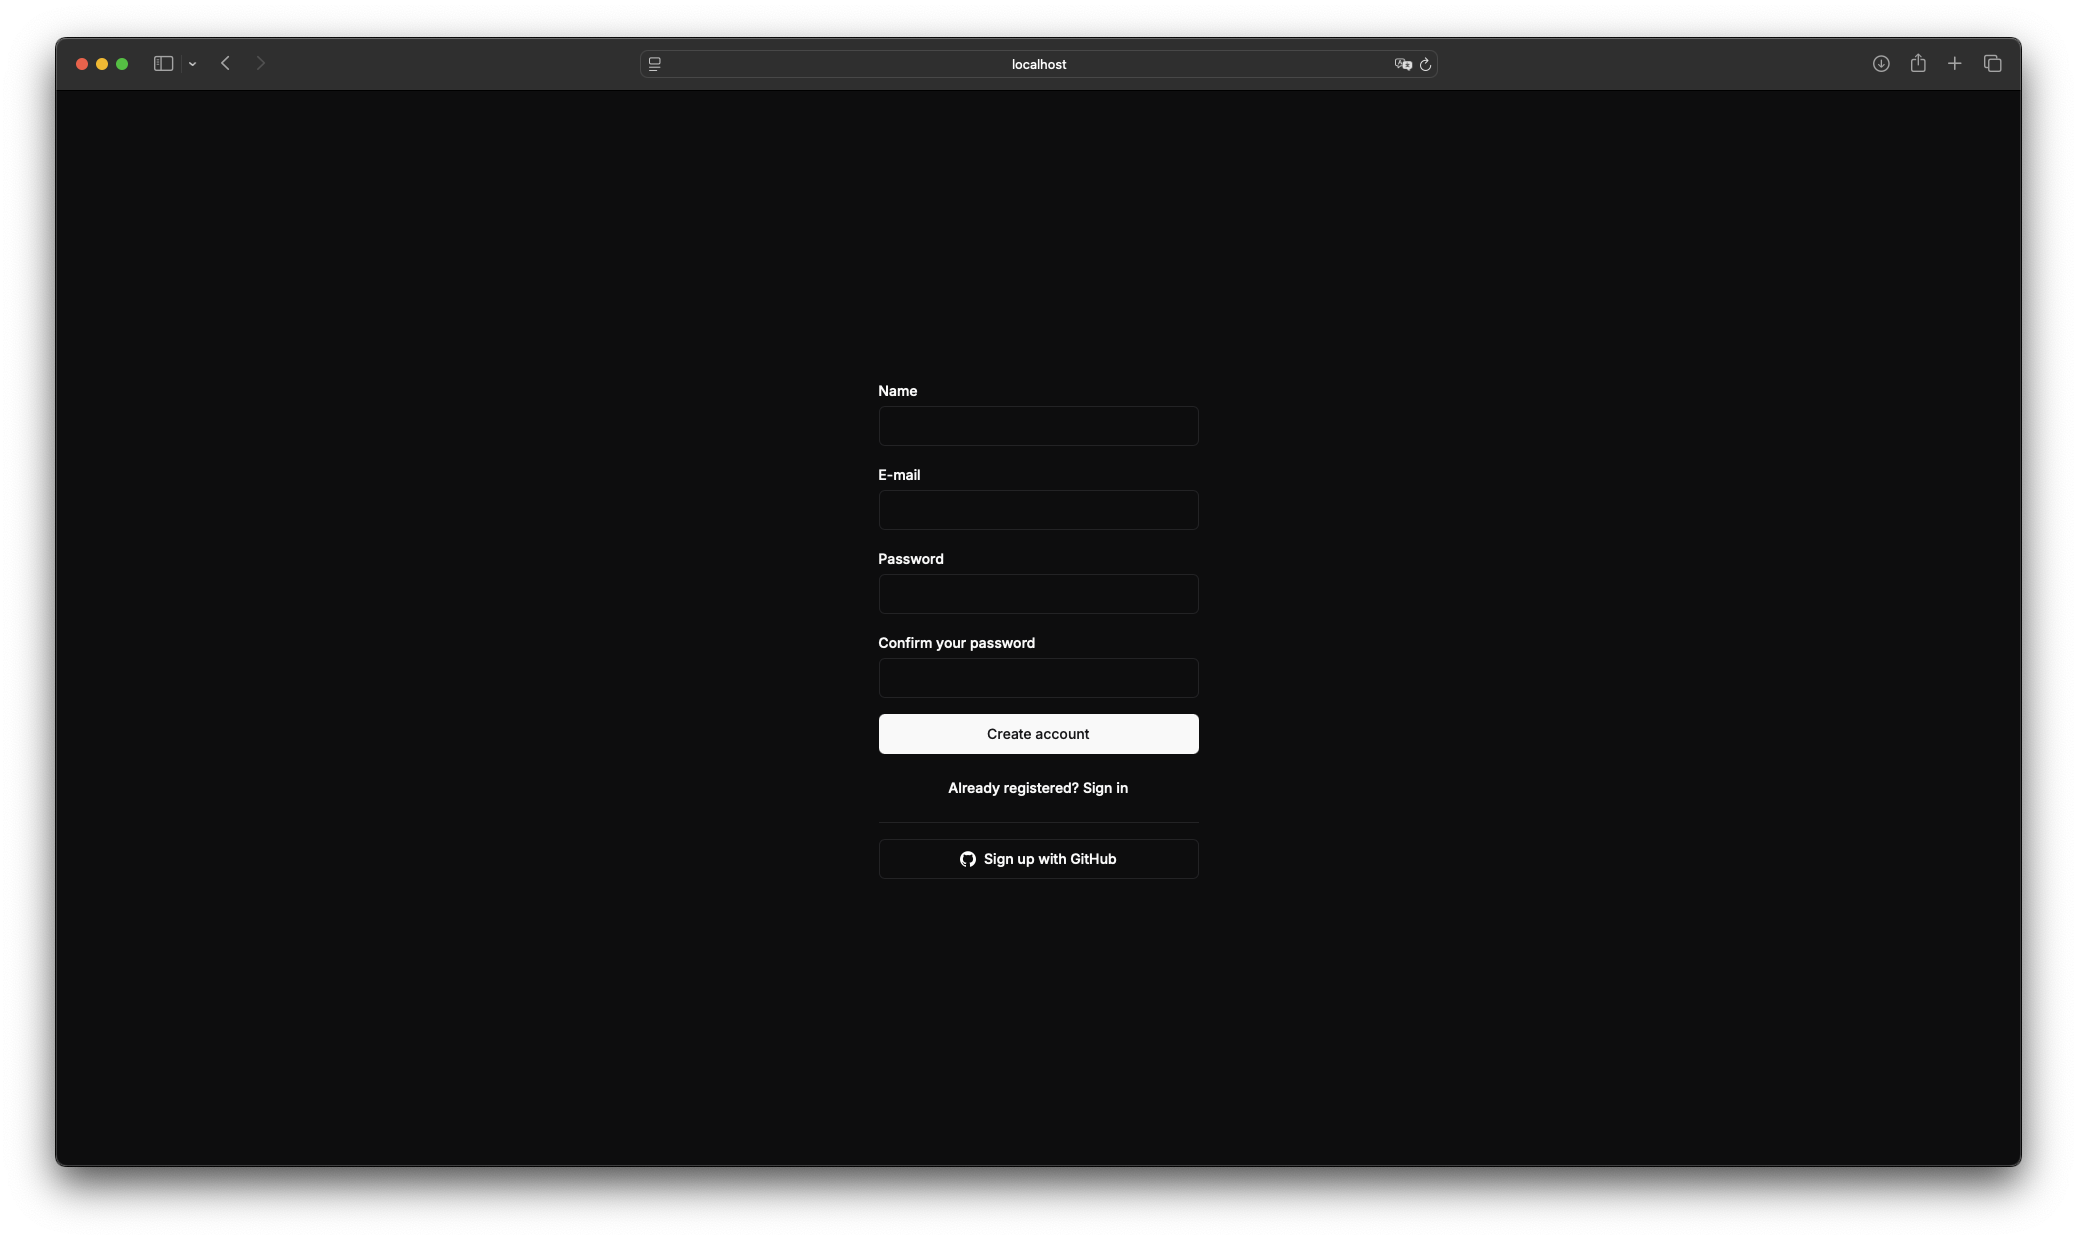 localhost
Name
E-mail
Password
Confirm your password
Create account
Already registered? Sign in
Sign up with GitHub